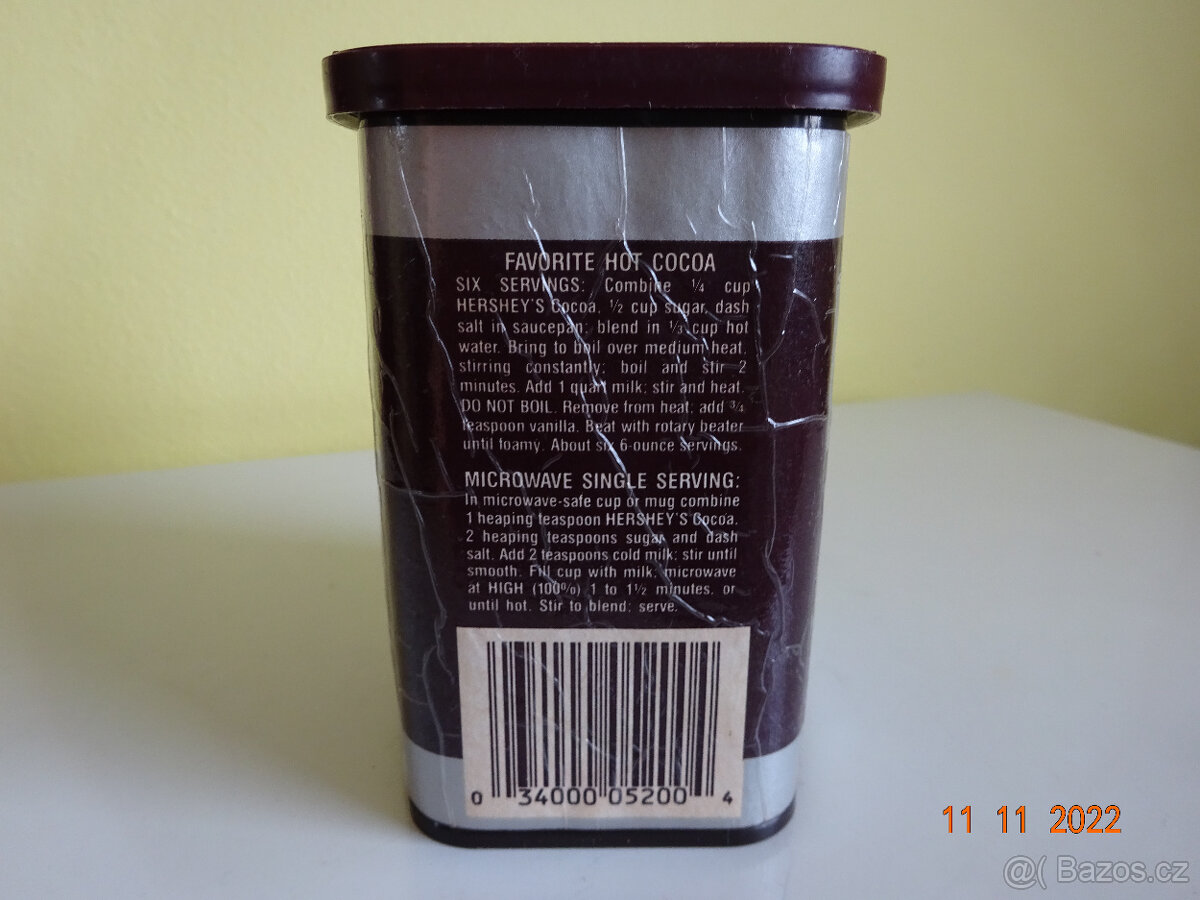 FAVORITE HOT COCOA
SIX SERVINGS: Combine ¼ cup
HERSHEY'S Cocoa, ½ cup sugar, dash
salt in saucepan; blend in ⅓ cup hot
water. Bring to boil over medium heat,
stirring constantly; boil and stir 2
minutes. Add 1 quart milk; stir and heat.
DO NOT BOIL. Remove from heat; add ¾
teaspoon vanilla. Beat with rotary beater
until foamy. About six 6-ounce servings.
MICROWAVE SINGLE SERVING:
In microwave-safe cup or mug combine
1 heaping teaspoon HERSHEY'S Cocoa,
2 heaping teaspoons sugar and dash
salt. Add 2 teaspoons cold milk; stir until
smooth. Fill cup with milk; microwave
at HIGH (100%) 1 to 1½ minutes, or
until hot. Stir to blend; serve.
0 34000 05200 4
11 11 2022
@( Bazos.cz